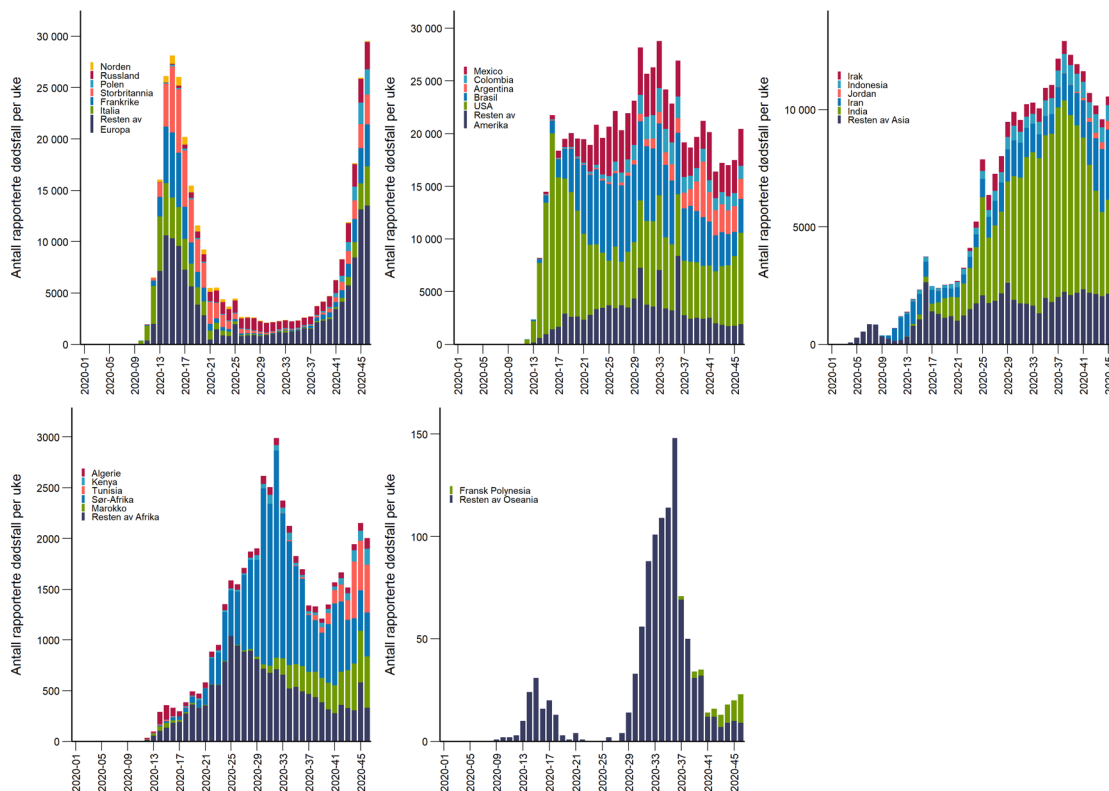 Antall rapporterte dødsfall per uke
30 000
25 000
20 000
15 000
10 000
5000
0
Norden
Russland
Polen
Storbritannia
Frankrike
Italia
Resten av
Europa
2020-01
2020-05
2020-09
2020-13
2020-17
2020-21
2020-25
2020-29
2020-33
2020-37
2020-41
2020-45
Antall rapporterte dødsfall per uke
30 000
25 000
20 000
15 000
10 000
5000
0
Mexico
Colombia
Argentina
Brasil
USA
Resten av
Amerika
2020-01
2020-05
2020-09
2020-13
2020-17
2020-21
2020-25
2020-29
2020-33
2020-37
2020-41
2020-45
Antall rapporterte dødsfall per uke
10 000
5000
0
Irak
Indonesia
Jordan
Iran
India
Resten av Asia
2020-01
2020-05
2020-09
2020-13
2020-17
2020-21
2020-25
2020-29
2020-33
2020-37
2020-41
2020-45
Antall rapporterte dødsfall per uke
3000
2500
2000
1500
1000
500
0
Algerie
Kenya
Tunisia
Sør-Afrika
Marokko
Resten av Afrika
2020-01
2020-05
2020-09
2020-13
2020-17
2020-21
2020-25
2020-29
2020-33
2020-37
2020-41
2020-45
Antall rapporterte dødsfall per uke
150
100
50
0
Fransk Polynesia
Resten av Oseania
2020-01
2020-05
2020-09
2020-13
2020-17
2020-21
2020-25
2020-29
2020-33
2020-37
2020-41
2020-45